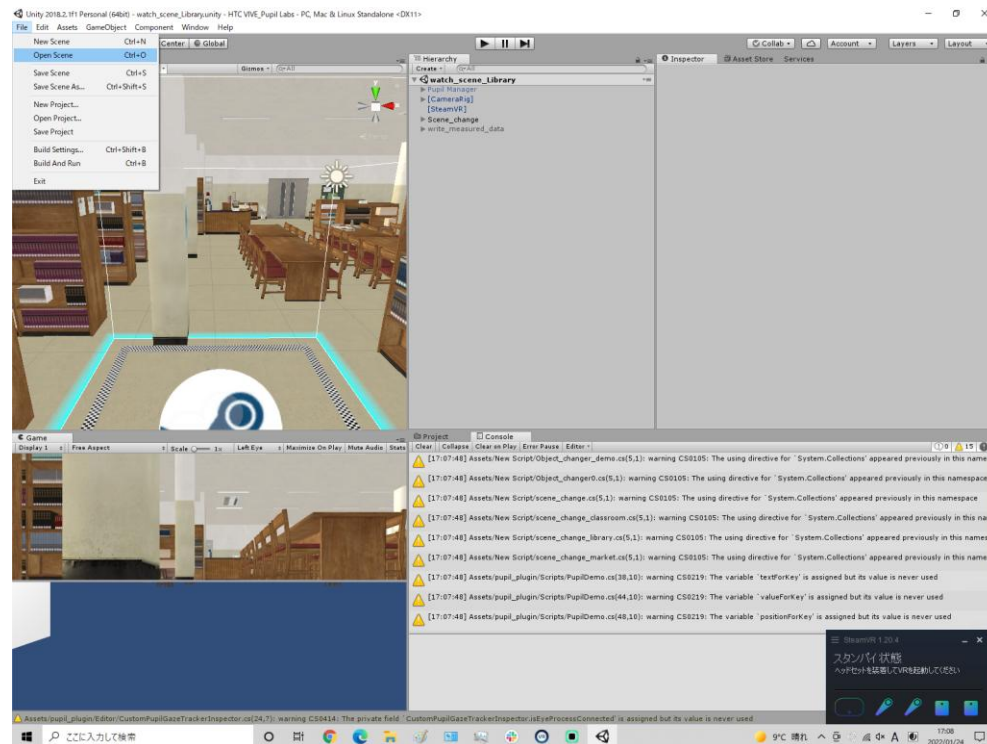 Unity 2018.2.1f1 Personal (64bit) - watch_scene_Library.unity - HTC VIVE_Pupil Labs - PC, Mac & Linux Standalone <DX11>
File Edit Assets GameObject Component Window Help
New Scene Ctrl+N
Open Scene Ctrl+O
Save Scene Ctrl+S
Save Scene As... Ctrl+Shift+S
New Project...
Open Project...
Save Project
Build Settings... Ctrl+Shift+B
Build And Run Ctrl+B
Exit
Center Global
Collab Account Layers Layout
Gizmos All
Hierarchy
Create All
watch_scene_Library
Pupil Manager
[CameraRig]
[SteamVR]
Scene_change
write_measured_data
Inspector Asset Store Services
Game
Display 1 Free Aspect Scale 1x Left Eye Maximize On Play Mute Audio Stats
Project Console
Clear Collapse Clear on Play Error Pause Editor
0 15
[17:07:48] Assets/New Script/Object_changer_demo.cs(5,1): warning CS0105: The using directive for `System.Collections' appeared previously in this name
[17:07:48] Assets/New Script/Object_changer0.cs(5,1): warning CS0105: The using directive for `System.Collections' appeared previously in this namespace
[17:07:48] Assets/New Script/scene_change.cs(5,1): warning CS0105: The using directive for `System.Collections' appeared previously in this namespace
[17:07:48] Assets/New Script/scene_change_classroom.cs(5,1): warning CS0105: The using directive for `System.Collections' appeared previously in this na
[17:07:48] Assets/New Script/scene_change_library.cs(5,1): warning CS0105: The using directive for `System.Collections' appeared previously in this names
[17:07:48] Assets/New Script/scene_change_market.cs(5,1): warning CS0105: The using directive for `System.Collections' appeared previously in this name
[17:07:48] Assets/pupil_plugin/Scripts/PupilDemo.cs(38,10): warning CS0219: The variable `textForKey' is assigned but its value is never used
[17:07:48] Assets/pupil_plugin/Scripts/PupilDemo.cs(44,10): warning CS0219: The variable `valueForKey' is assigned but its value is never used
[17:07:48] Assets/pupil_plugin/Scripts/PupilDemo.cs(48,10): warning CS0219: The variable `positionForKey' is assigned but its value is never used
SteamVR 1.20.4
スタンバイ状態
ヘッドセットを装着してVRを起動してください
Assets/pupil_plugin/Editor/CustomPupilGazeTrackerInspector.cs(24,7): warning CS0414: The private field `CustomPupilGazeTrackerInspector.isEyeProcessConnected' is assigned but its value is never used
ここに入力して検索
9°C 晴れ
A
17:08
2022/01/24